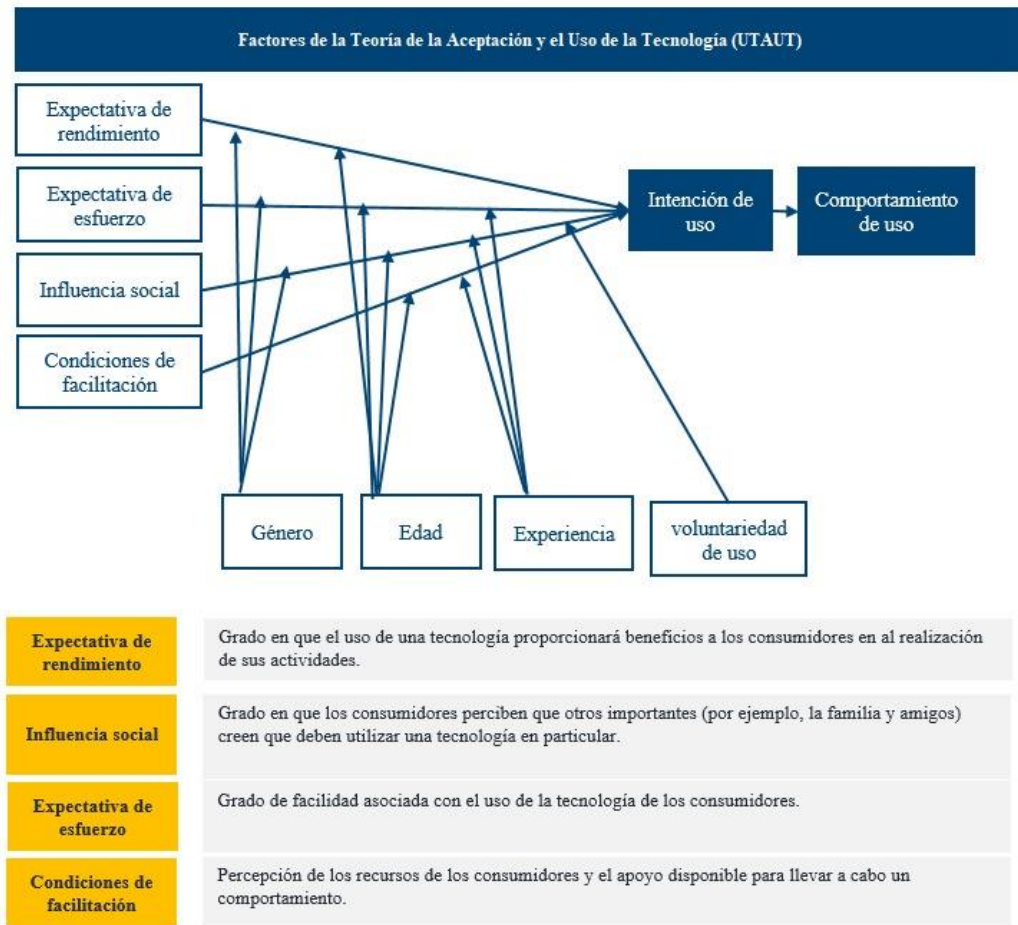 Factores de la Teoría de la Aceptación y el Uso de la Tecnología (UTAUT)
Expectativa de
rendimiento
Expectativa de
esfuerzo
Influencia social
Condiciones de
facilitación
Intención de
uso
Comportamiento
de uso
Género
Edad
Experiencia
voluntariedad
de uso
Expectativa de
rendimiento
Grado en que el uso de una tecnología proporcionará beneficios a los consumidores en al realización
de sus actividades.
Influencia social
Grado en que los consumidores perciben que otros importantes (por ejemplo, la familia y amigos)
creen que deben utilizar una tecnología en particular.
Expectativa de
esfuerzo
Grado de facilidad asociada con el uso de la tecnología de los consumidores.
Condiciones de
facilitación
Percepción de los recursos de los consumidores y el apoyo disponible para llevar a cabo un
comportamiento.